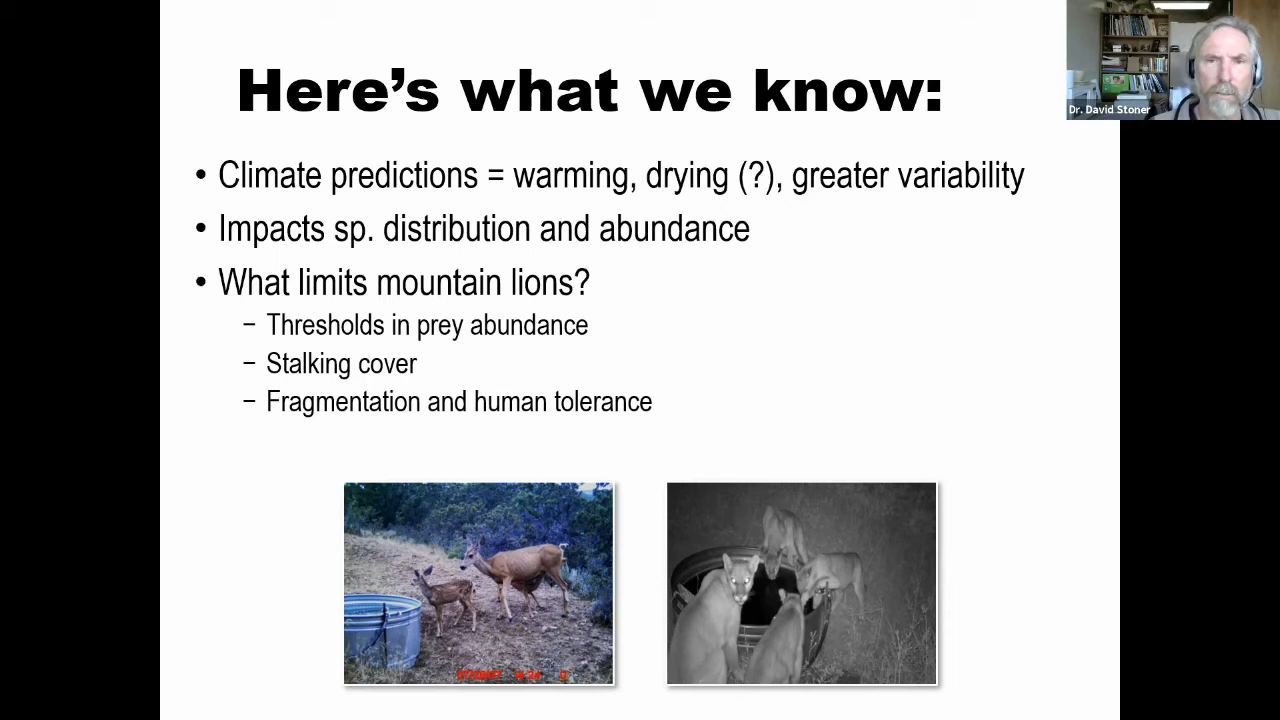 Here's what we know:
Dr. David Stoner
• Climate predictions = warming, drying (?), greater variability
• Impacts sp. distribution and abundance
• What limits mountain lions?
− Thresholds in prey abundance
− Stalking cover
− Fragmentation and human tolerance